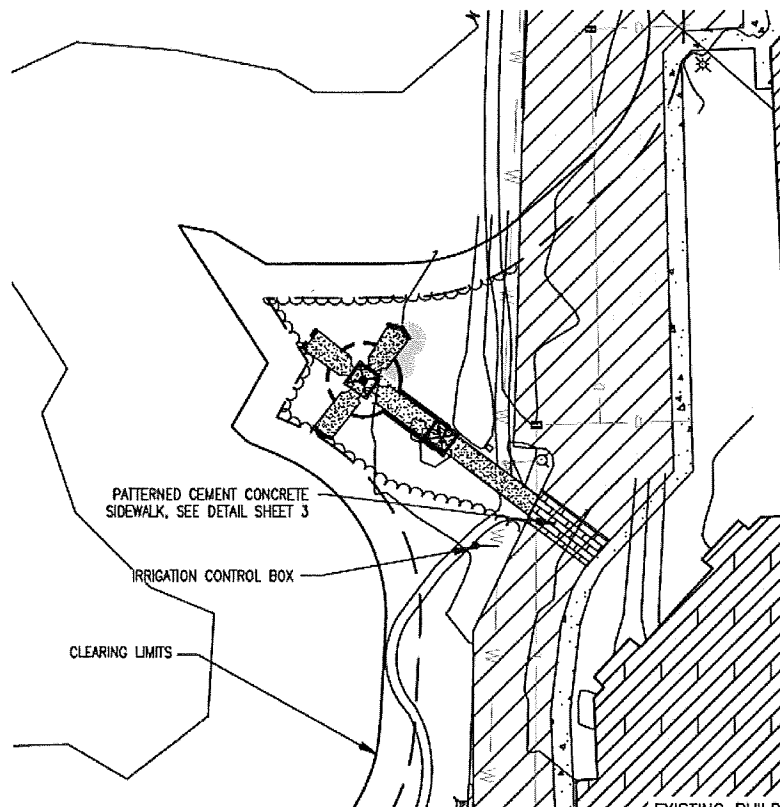 PATTERNED CEMENT CONCRETE
SIDEWALK, SEE DETAIL SHEET 3
IRRIGATION CONTROL BOX
CLEARING LIMITS
EXISTING